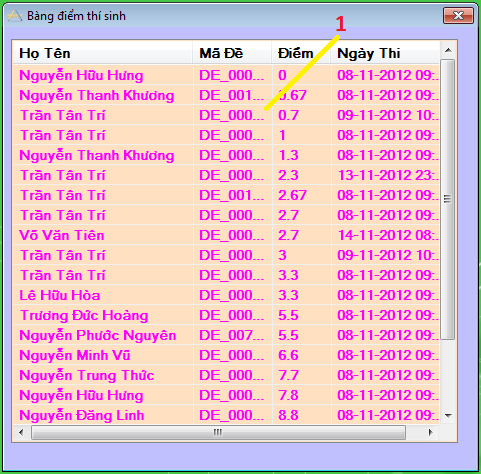 Bảng điểm thí sinh
1
Họ Tên Mã Đề Điểm Ngày Thi
Nguyễn Hữu Hưng DE_000... 0 08-11-2012 09:..
Nguyễn Thanh Khương DE_001... 0.67 08-11-2012 09:..
Trần Tân Trí DE_000... 0.7 09-11-2012 10:..
Trần Tân Trí DE_000... 1 08-11-2012 09:..
Nguyễn Thanh Khương DE_000... 1.3 08-11-2012 09:..
Trần Tân Trí DE_000... 2.3 13-11-2012 23:..
Trần Tân Trí DE_001... 2.67 08-11-2012 09:..
Trần Tân Trí DE_000... 2.7 08-11-2012 09:..
Võ Văn Tiên DE_000... 2.7 14-11-2012 08:..
Trần Tân Trí DE_000... 3 09-11-2012 10:..
Trần Tân Trí DE_000... 3.3 08-11-2012 09:..
Lê Hữu Hòa DE_000... 3.3 08-11-2012 09:..
Trương Đức Hoàng DE_000... 5.5 08-11-2012 09:..
Nguyễn Phước Nguyên DE_007... 5.5 08-11-2012 09:..
Nguyễn Minh Vũ DE_000... 6.6 08-11-2012 09:..
Nguyễn Trung Thức DE_000... 7.7 08-11-2012 09:..
Nguyễn Hữu Hưng DE_000... 7.8 08-11-2012 09:..
Nguyễn Đăng Linh DE_000... 8.8 08-11-2012 09:..